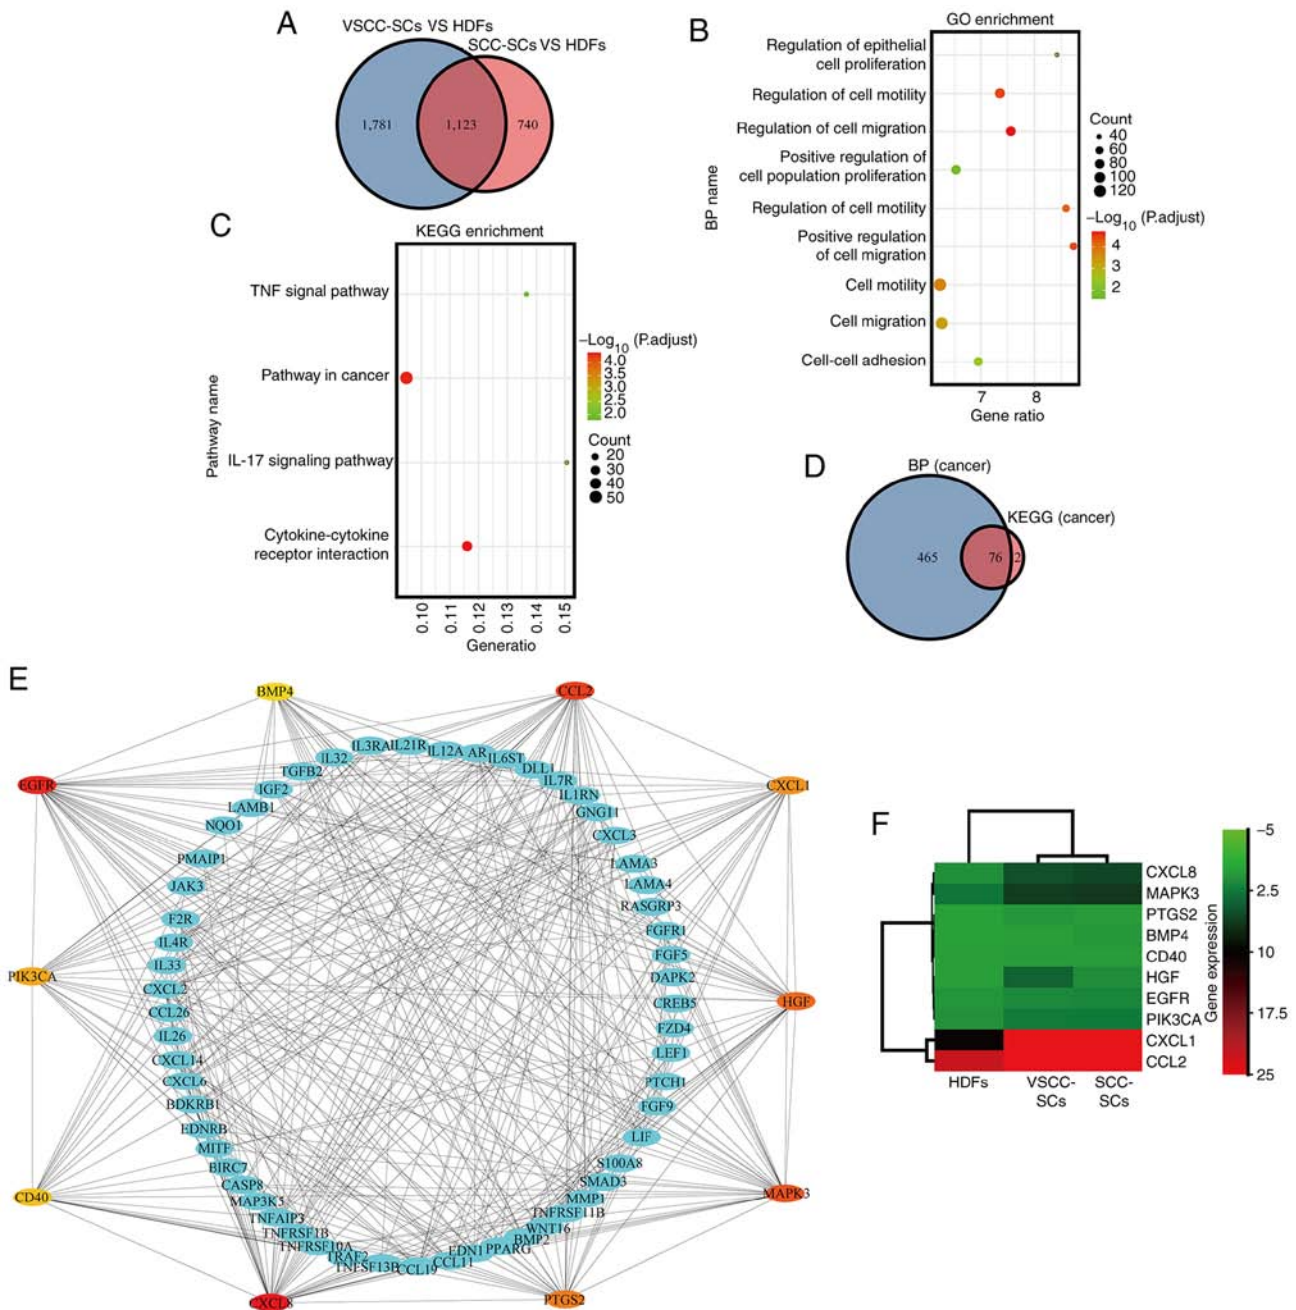 A
VSCC-SCs VS HDFs
SCC-SCs VS HDFs
1,781
1,123
740
B
GO enrichment
BP name
Regulation of epithelial
cell proliferation
Regulation of cell motility
Regulation of cell migration
Positive regulation of
cell population proliferation
Regulation of cell motility
Positive regulation
of cell migration
Cell motility
Cell migration
Cell-cell adhesion
7
8
Gene ratio
Count
40
60
80
100
120
–Log10 (P.adjust)
4
3
2
C
KEGG enrichment
Pathway name
TNF signal pathway
Pathway in cancer
IL-17 signaling pathway
Cytokine-cytokine
receptor interaction
0.10
0.11
0.12
0.13
0.14
0.15
Generatio
–Log10 (P.adjust)
4.0
3.5
3.0
2.5
2.0
Count
20
30
40
50
D
BP (cancer)
KEGG (cancer)
465
76
2
E
BMP4
CCL2
EGFR
CXCL1
PIK3CA
HGF
CD40
MAPK3
CXCL8
PTGS2
IL3RA
IL21R
IL12A
AR
IL6ST
DLL1
IL7R
IL1RN
GNG11
CXCL3
LAMA3
LAMA4
RASGRP3
FGFR1
FGF5
DAPK2
CREB5
FZD4
LEF1
PTCH1
FGF9
LIF
S100A8
SMAD3
MMP1
TNFRSF11B
WNT16
BMP2
PPARG
EDN1
CCL11
CCL19
TNFSF13B
TRAF2
TNFRSF10A
TNFRSF1B
TNFAIP3
MAP3K5
CASP8
BIRC7
MITF
EDNRB
BDKRB1
CXCL6
CXCL14
IL26
CCL26
CXCL2
IL33
IL4R
F2R
JAK3
PMAIP1
NQO1
LAMB1
IGF2
TGFB2
IL32
F
CXCL8
MAPK3
PTGS2
BMP4
CD40
HGF
EGFR
PIK3CA
CXCL1
CCL2
HDFs
VSCC-
SCs
SCC-
SCs
Gene expression
–5
2.5
10
17.5
25